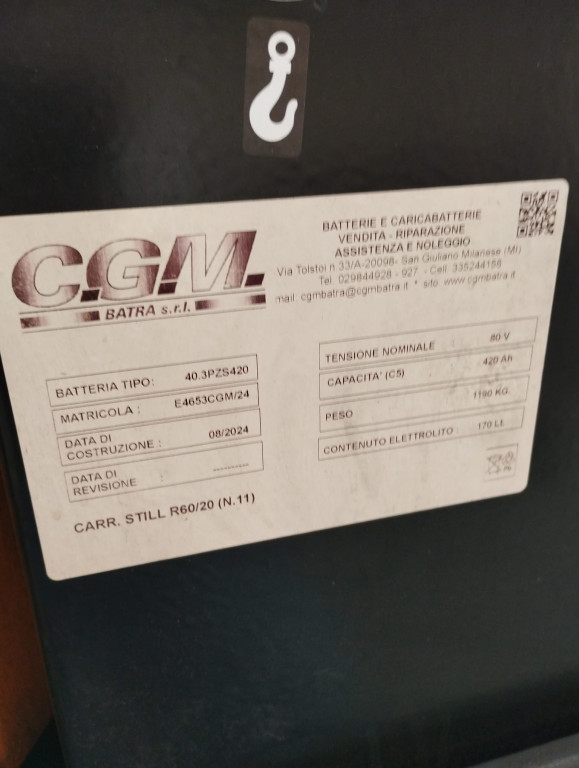 C.G.M.
BATRA s.r.l.
BATTERIE E CARICABATTERIE
VENDITA - RIPARAZIONE
ASSISTENZA E NOLEGGIO
Via Tolstoi n.33/A-20098- San Giuliano Milanese (MI)
Tel. 029844928 - 927 - Cell. 335244158
mail: cgmbatra@cgmbatra.it * sito: www.cgmbatra.it
BATTERIA TIPO: 40.3PZS420
MATRICOLA : E4653CGM/24
DATA DI
COSTRUZIONE : 08/2024
DATA DI
REVISIONE : ----------
CARR. STILL R60/20 (N.11)
TENSIONE NOMINALE : 80 V
CAPACITA' (C5) 420 Ah
PESO 1190 KG
CONTENUTO ELETTROLITO : 170 Lt.